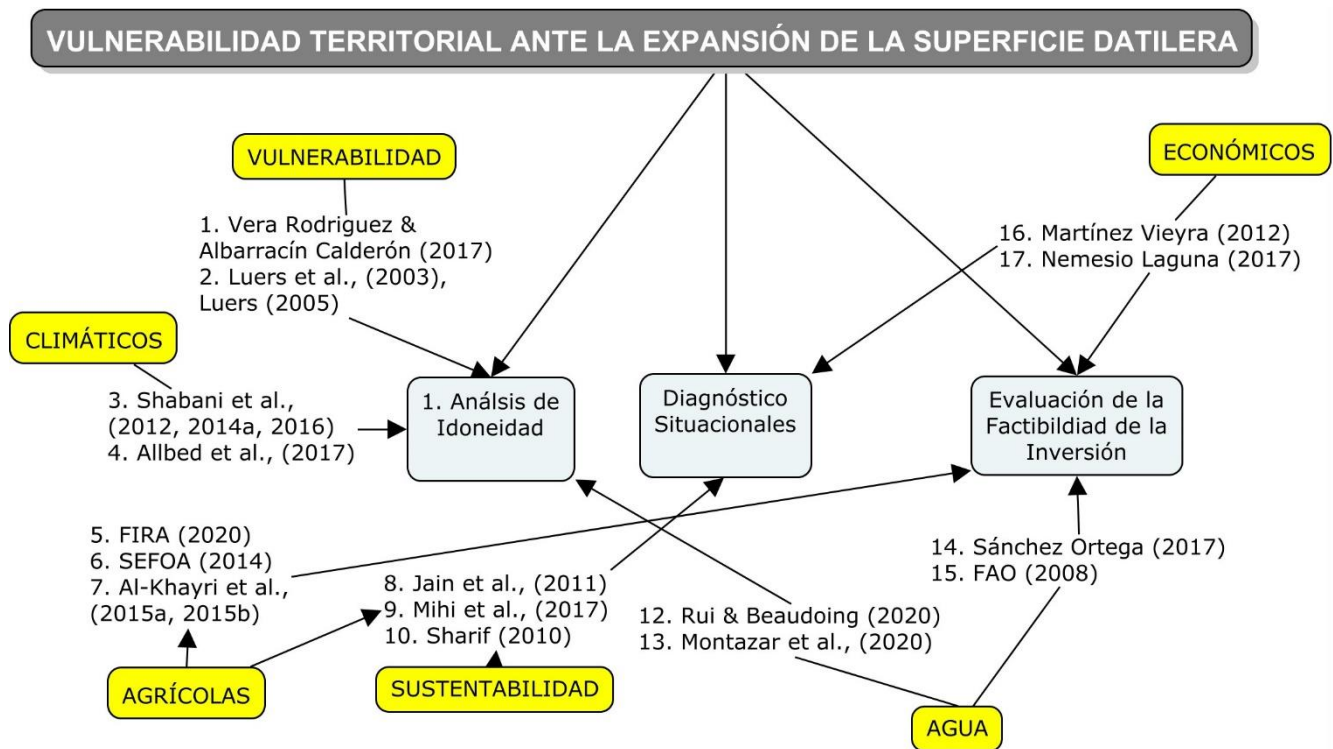 VULNERABILIDAD TERRITORIAL ANTE LA EXPANSIÓN DE LA SUPERFICIE DATILERA
VULNERABILIDAD
ECONÓMICOS
1. Vera Rodriguez &
Albarracín Calderón (2017)
2. Luers et al., (2003),
Luers (2005)
16. Martínez Vieyra (2012)
17. Nemesio Laguna (2017)
CLIMÁTICOS
3. Shabani et al.,
(2012, 2014a, 2016)
4. Allbed et al., (2017)
1. Análsis de
Idoneidad
Diagnóstico
Situacionales
Evaluación de la
Factibildiad de la
Inversión
5. FIRA (2020)
6. SEFOA (2014)
7. Al-Khayri et al.,
(2015a, 2015b)
8. Jain et al., (2011)
9. Mihi et al., (2017)
10. Sharif (2010)
12. Rui & Beaudoing (2020)
13. Montazar et al., (2020)
14. Sánchez Ortega (2017)
15. FAO (2008)
AGRÍCOLAS
SUSTENTABILIDAD
AGUA